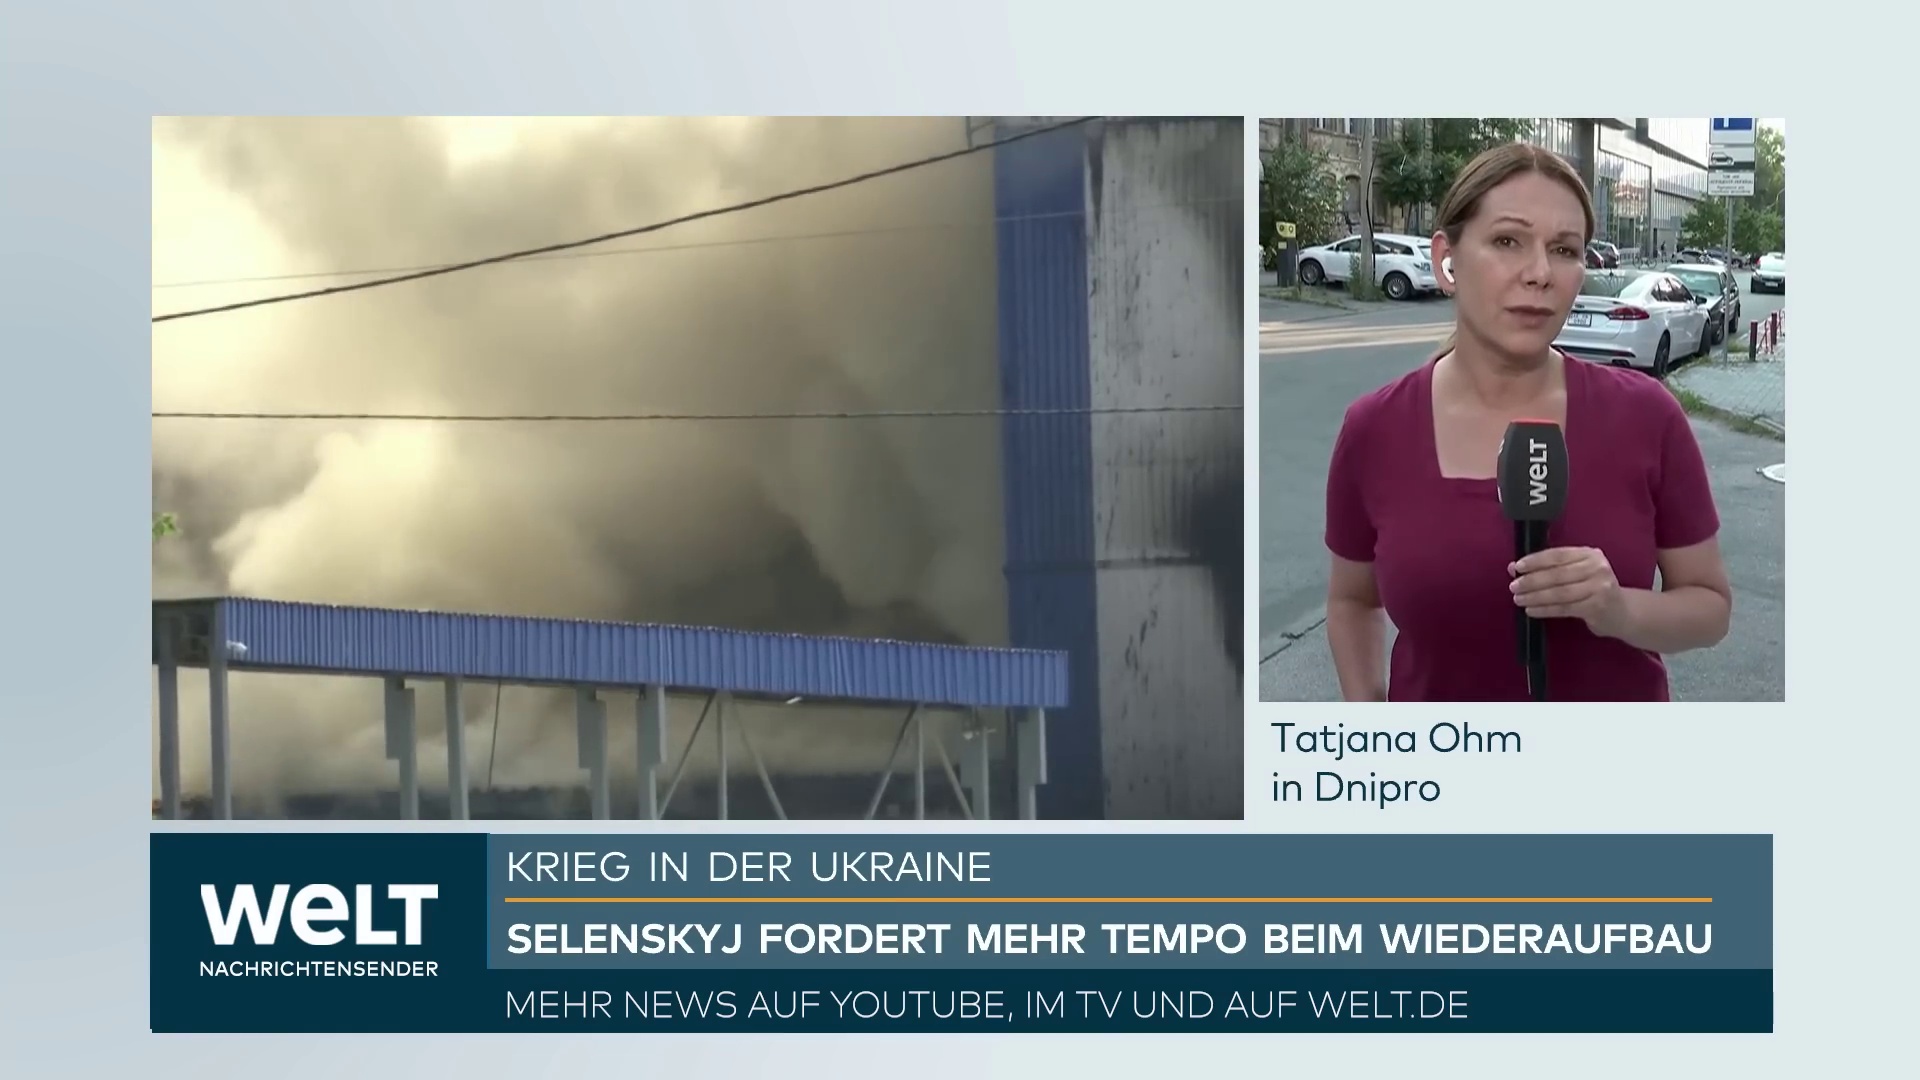 WELT
Tatjana Ohm
in Dnipro
WELT
NACHRICHTENSENDER
KRIEG IN DER UKRAINE
SELENSKYJ FORDERT MEHR TEMPO BEIM WIEDERAUFBAU
MEHR NEWS AUF YOUTUBE, IM TV UND AUF WELT.DE